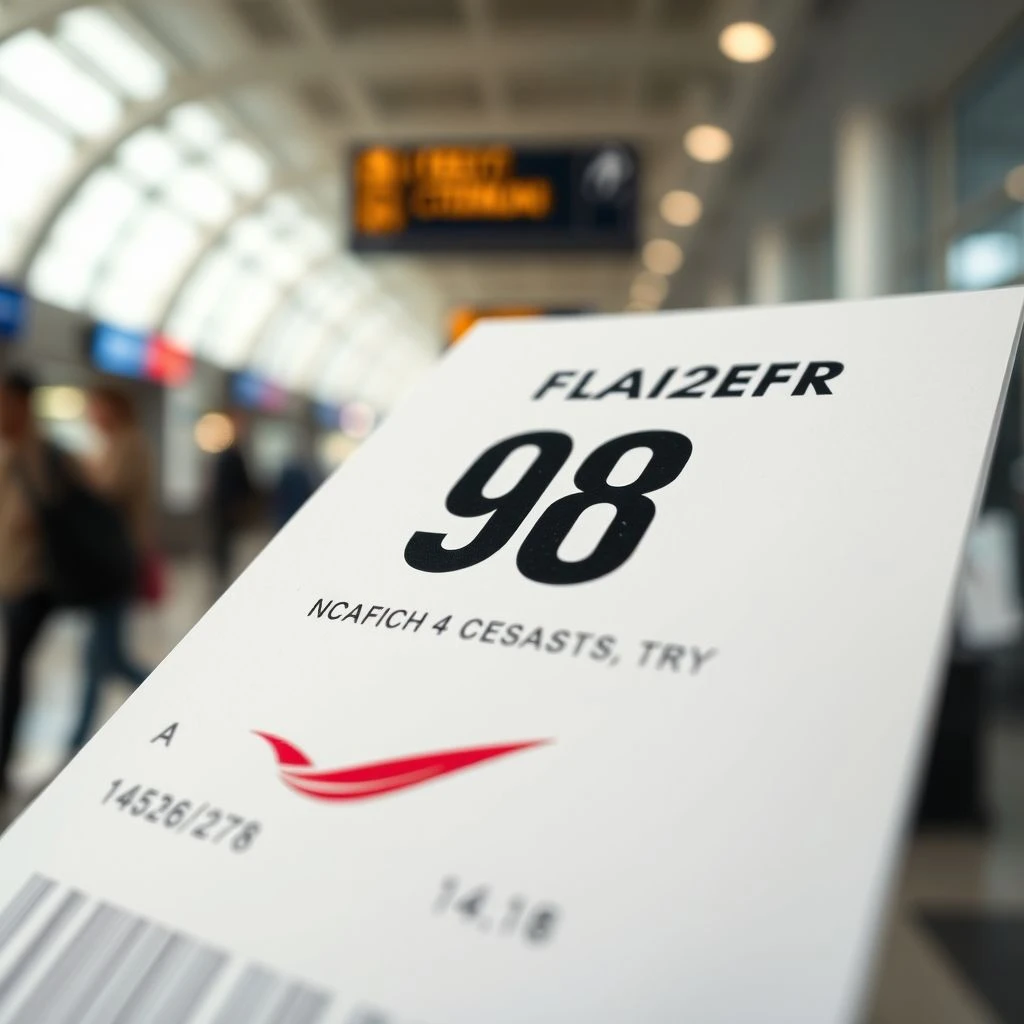 FLAI2EFR
98
NCAFICH 4 CESASTS, TRY
A
14526/278
14.18